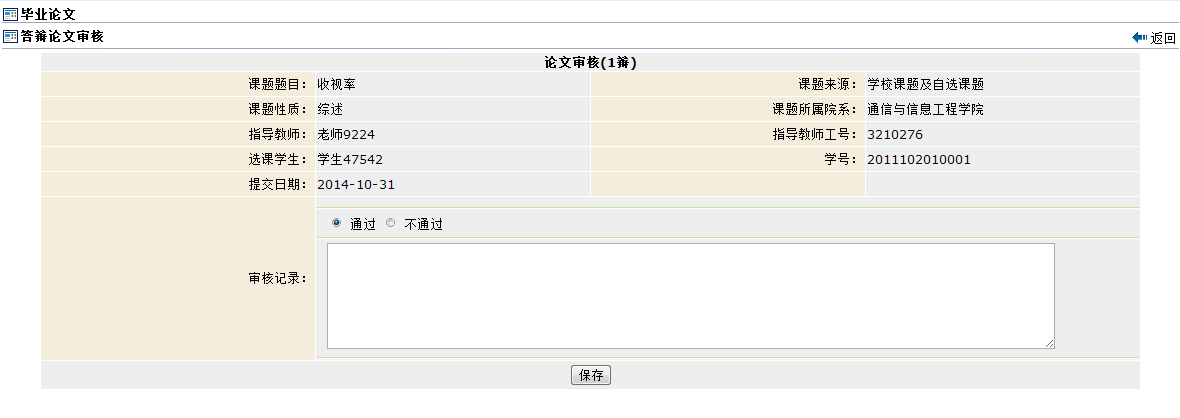 毕业论文
答辩论文审核
返回
论文审核(1辩)
课题题目： 收视率 课题来源： 学校课题及自选课题
课题性质： 综述 课题所属院系： 通信与信息工程学院
指导教师： 老师9224 指导教师工号： 3210276
选课学生： 学生47542 学号： 2011102010001
提交日期： 2014-10-31
通过 不通过
审核记录：
保存